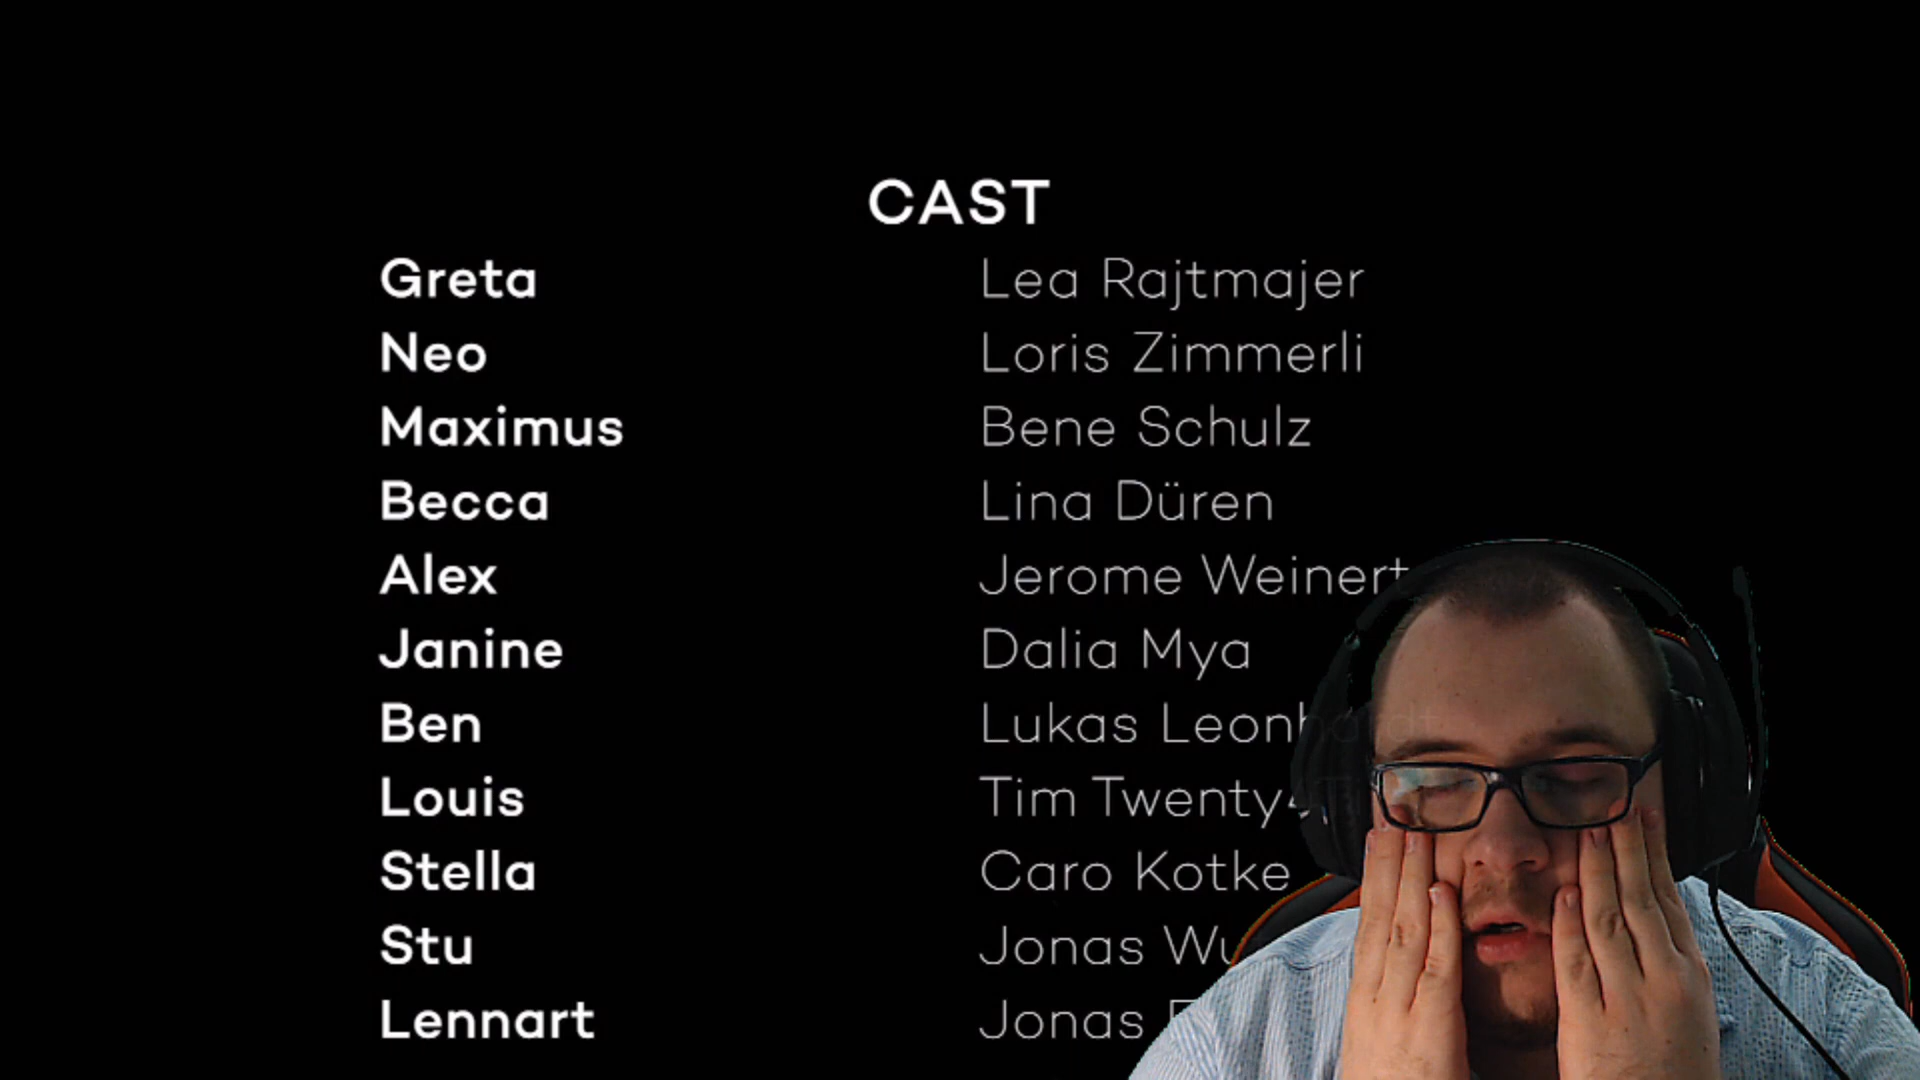 CAST
Greta Lea Rajtmajer
Neo Loris Zimmerli
Maximus Bene Schulz
Becca Lina Düren
Alex Jerome Weinert
Janine Dalia Mya
Ben Lukas
Louis Tim
Stella Caro Kotke
Stu Jonas
Lennart Jonas